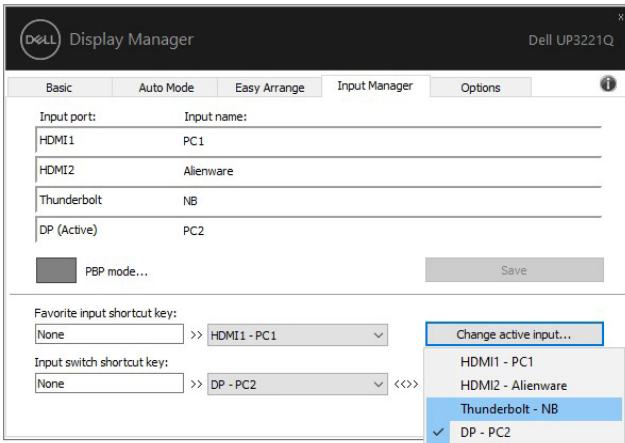 DELL Display Manager Dell UP3221Q
x
Basic Auto Mode Easy Arrange Input Manager Options i
Input port: Input name:
HDMI1 PC1
HDMI2 Alienware
Thunderbolt NB
DP (Active) PC2
PBP mode... Save
Favorite input shortcut key:
None >> HDMI1 - PC1 Change active input...
Input switch shortcut key:
None >> DP - PC2 <<>>
HDMI1 - PC1
HDMI2 - Alienware
Thunderbolt - NB
✓ DP - PC2